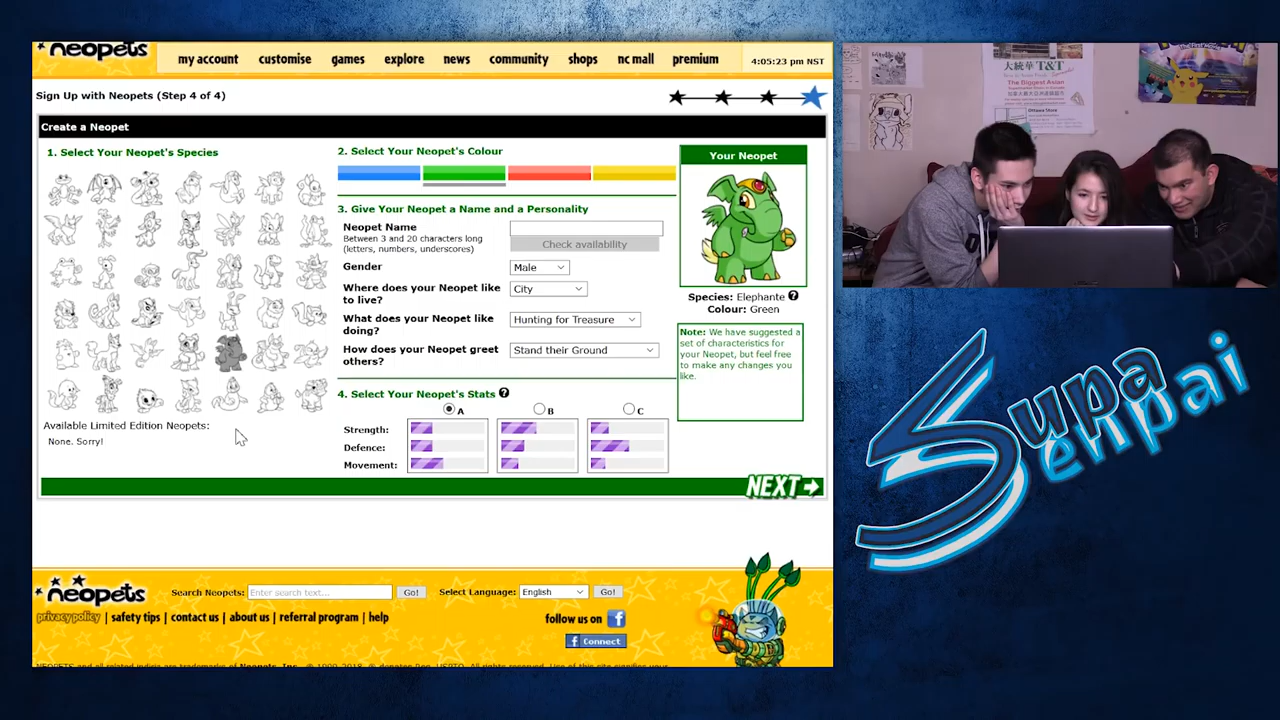 neopets
my account customise games explore news community shops nc mall premium 4:05:23 pm NST
Sign Up with Neopets (Step 4 of 4)
Create a Neopet
1. Select Your Neopet's Species
2. Select Your Neopet's Colour
3. Give Your Neopet a Name and a Personality
Neopet Name
Between 3 and 20 characters long
(letters, numbers, underscores)
Check availability
Gender Male
Where does your Neopet like
to live?
City
What does your Neopet like
doing?
Hunting for Treasure
How does your Neopet greet
others?
Stand their Ground
4. Select Your Neopet's Stats ?
A B C
Strength:
Defence:
Movement:
Available Limited Edition Neopets:
None. Sorry!
Your Neopet
Species: Elephante ?
Colour: Green
Note: We have suggested a
set of characteristics for
your Neopet, but feel free
to make any changes you
like.
NEXT
neopets
Search Neopets: Enter search text... Go! Select Language: English Go!
privacy policy | safety tips | contact us | about us | referral program | help
follow us on f
f Connect
大統華 T&T
The Biggest Asian
Ottawa Store
Supa
Senpai